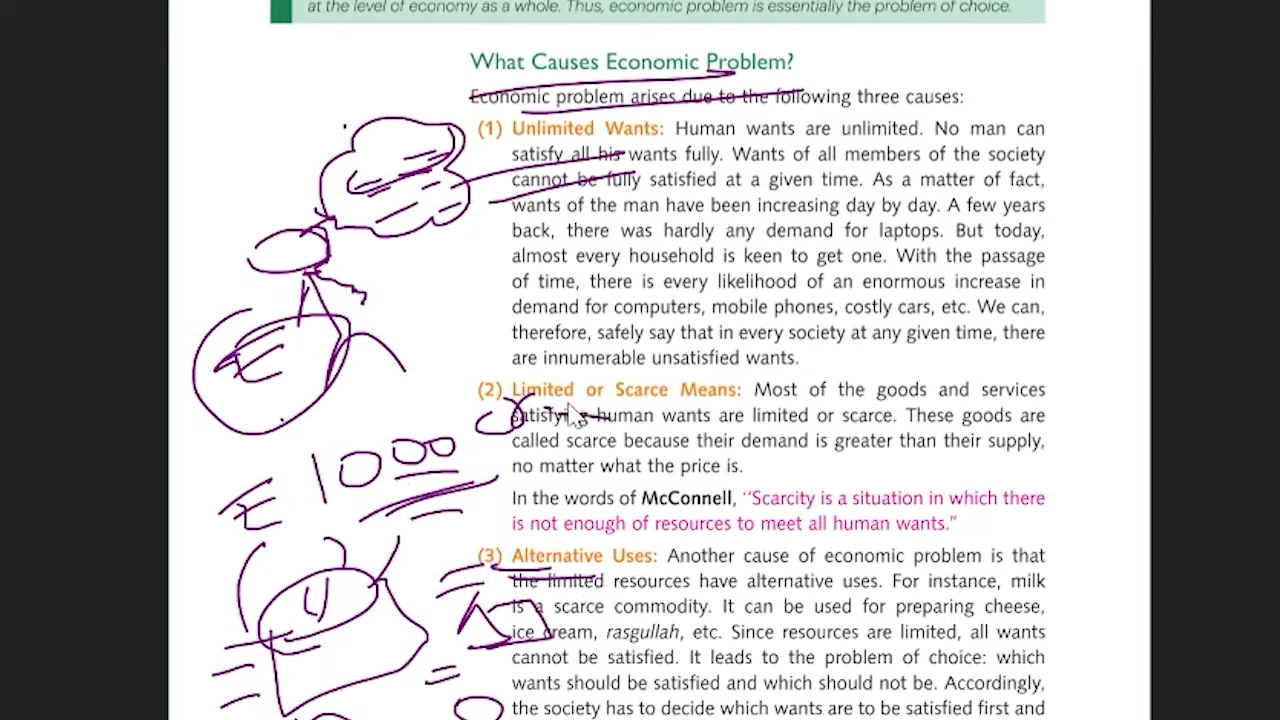 at the level of economy as a whole. Thus, economic problem is essentially the problem of choice.
What Causes Economic Problem?
Economic problem arises due to the following three causes:
(1) Unlimited Wants: Human wants are unlimited. No man can
satisfy all his wants fully. Wants of all members of the society
cannot be fully satisfied at a given time. As a matter of fact,
wants of the man have been increasing day by day. A few years
back, there was hardly any demand for laptops. But today,
almost every household is keen to get one. With the passage
of time, there is every likelihood of an enormous increase in
demand for computers, mobile phones, costly cars, etc. We can,
therefore, safely say that in every society at any given time, there
are innumerable unsatisfied wants.
(2) Limited or Scarce Means: Most of the goods and services
satisfying human wants are limited or scarce. These goods are
called scarce because their demand is greater than their supply,
no matter what the price is.
1000
In the words of McConnell, "Scarcity is a situation in which there
is not enough of resources to meet all human wants."
(3) Alternative Uses: Another cause of economic problem is that
the limited resources have alternative uses. For instance, milk
is a scarce commodity. It can be used for preparing cheese,
ice cream, rasgullah, etc. Since resources are limited, all wants
cannot be satisfied. It leads to the problem of choice: which
wants should be satisfied and which should not be. Accordingly,
the society has to decide which wants are to be satisfied first and